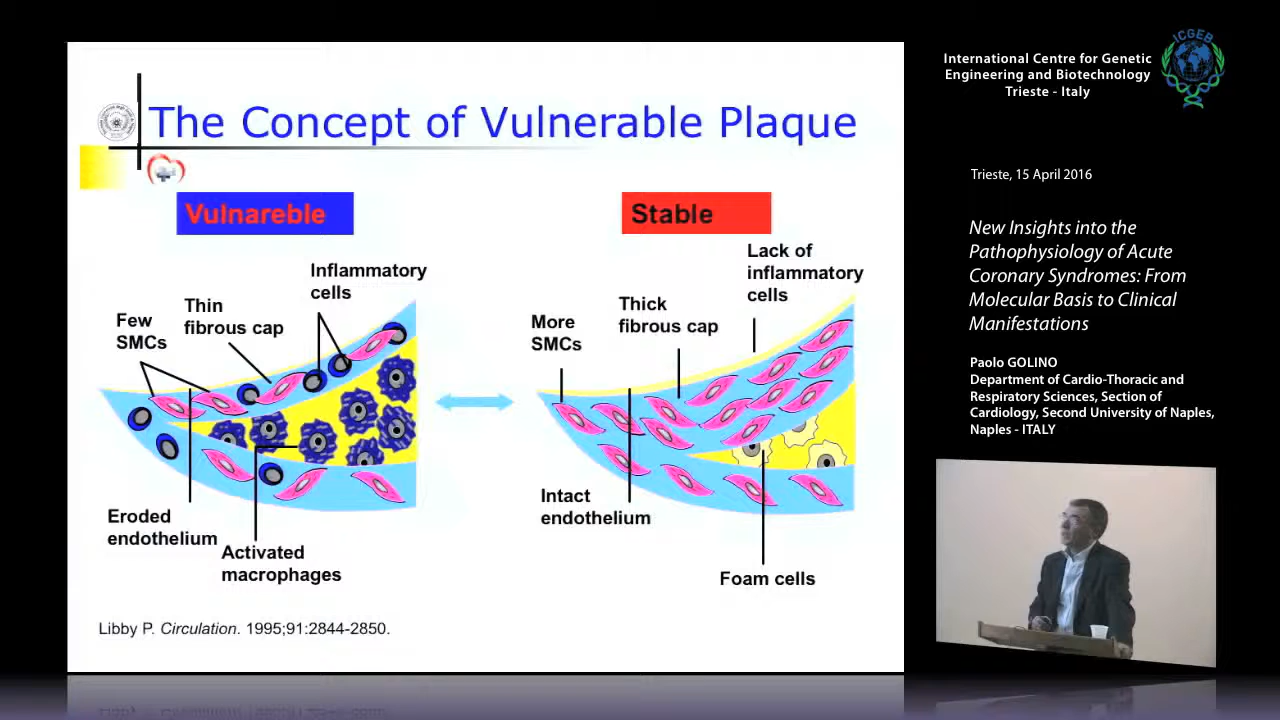 The Concept of Vulnerable Plaque
Vulnareble
Inflammatory
cells
Thin
fibrous cap
Few
SMCs
Eroded
endothelium
Activated
macrophages
Stable
Lack of
inflammatory
cells
Thick
fibrous cap
More
SMCs
Intact
endothelium
Foam cells
Libby P. Circulation. 1995;91:2844-2850.
International Centre for Genetic
Engineering and Biotechnology
Trieste - Italy
ICGEB
Trieste, 15 April 2016
New Insights into the
Pathophysiology of Acute
Coronary Syndromes: From
Molecular Basis to Clinical
Manifestations
Paolo GOLINO
Department of Cardio-Thoracic and
Respiratory Sciences, Section of
Cardiology, Second University of Naples,
Naples - ITALY